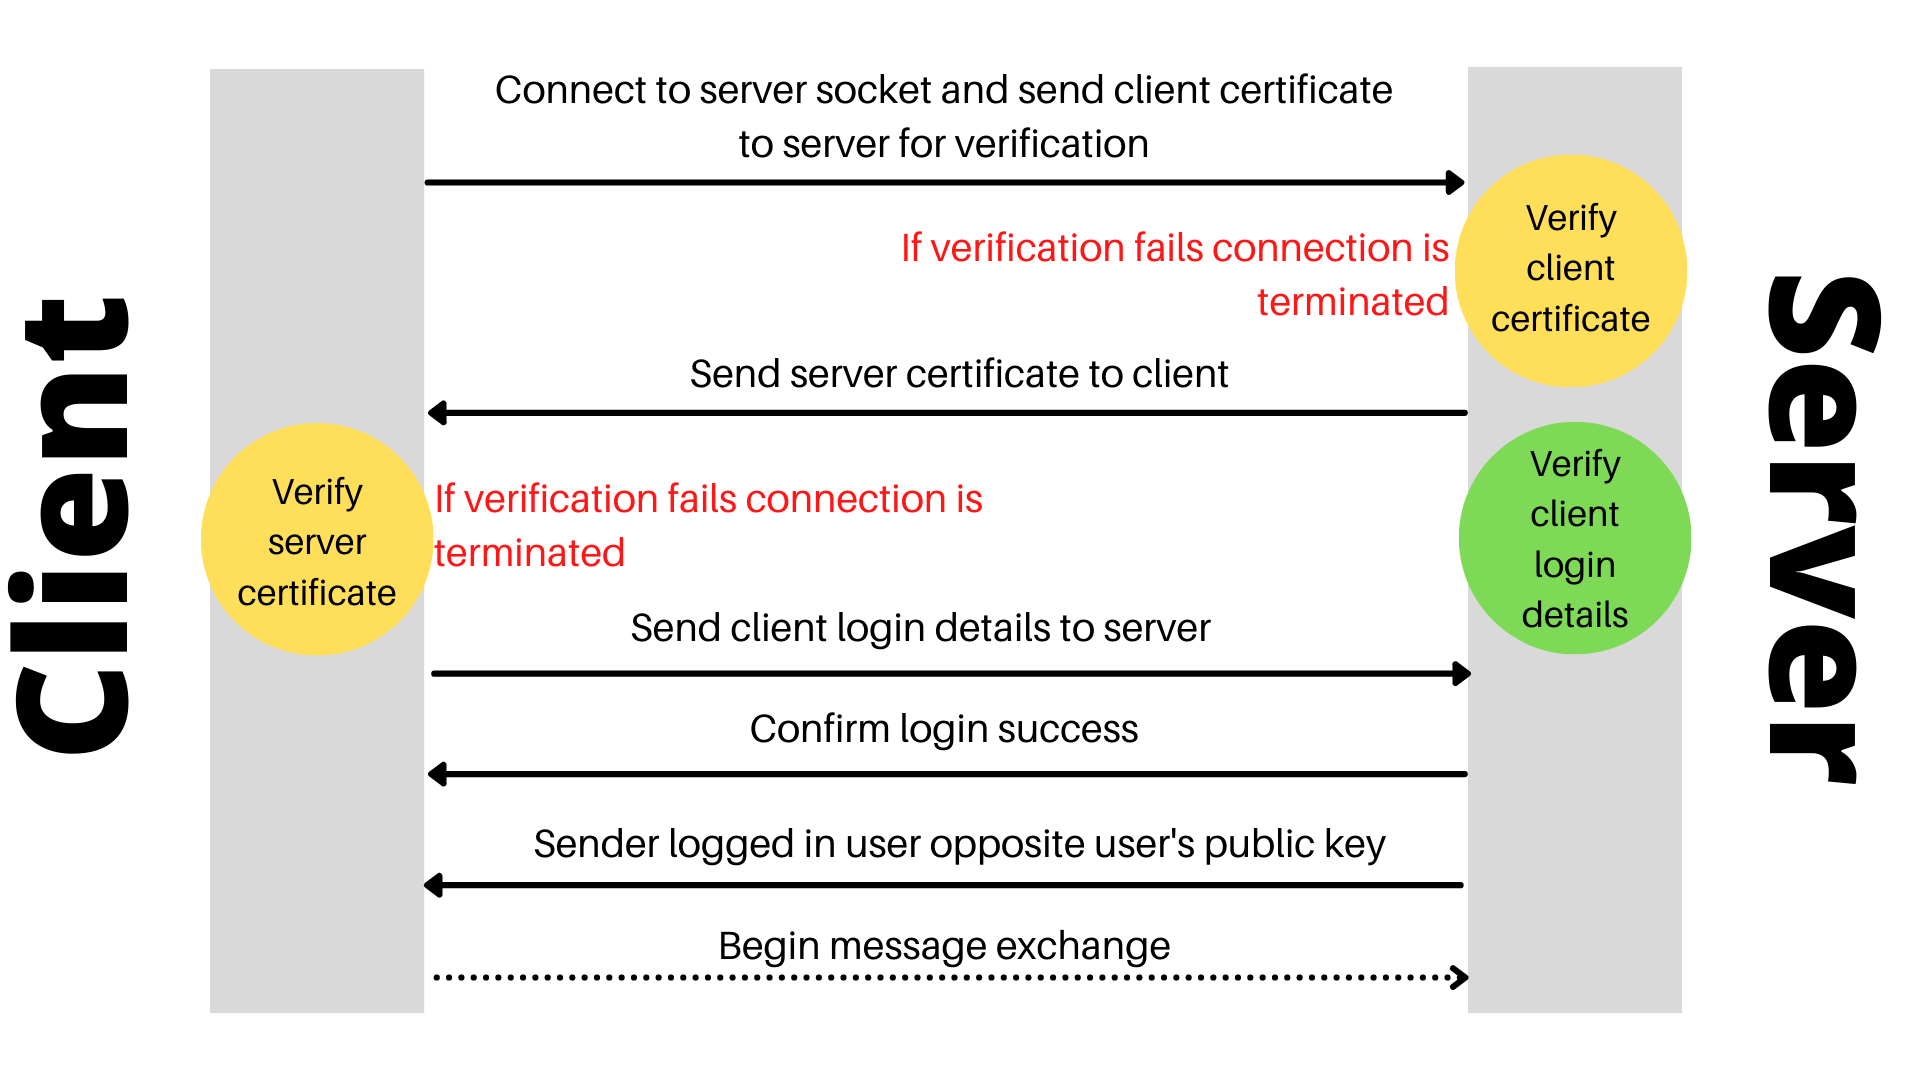 Client
Connect to server socket and send client certificate
to server for verification
Verify
client
certificate
If verification fails connection is
terminated
Send server certificate to client
Verify
server
certificate
If verification fails connection is
terminated
Verify
client
login
details
Send client login details to server
Confirm login success
Sender logged in user opposite user's public key
Begin message exchange
Server